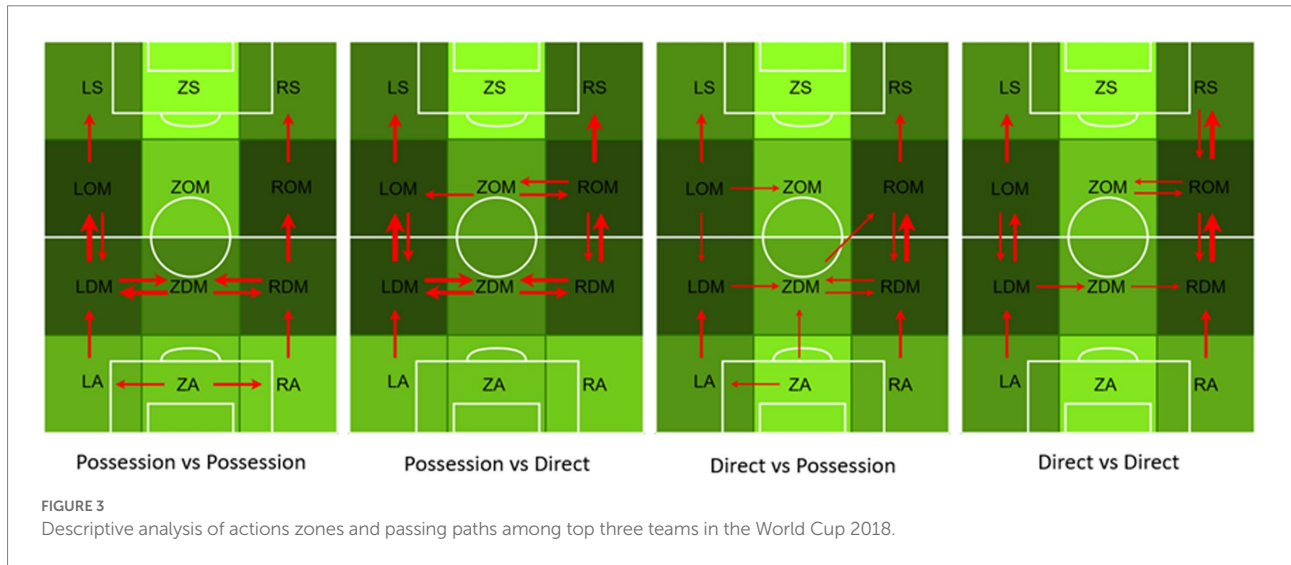 LS ZS RS LS ZS RS LS ZS RS LS ZS RS
LOM ZOM ROM LOM ZOM ROM LOM ZOM ROM LOM ZOM ROM
LDM ZDM RDM LDM ZDM RDM LDM ZDM RDM LDM ZDM RDM
LA ZA RA LA ZA RA LA ZA RA LA ZA RA
Possession vs Possession Possession vs Direct Direct vs Possession Direct vs Direct
FIGURE 3
Descriptive analysis of actions zones and passing paths among top three teams in the World Cup 2018.